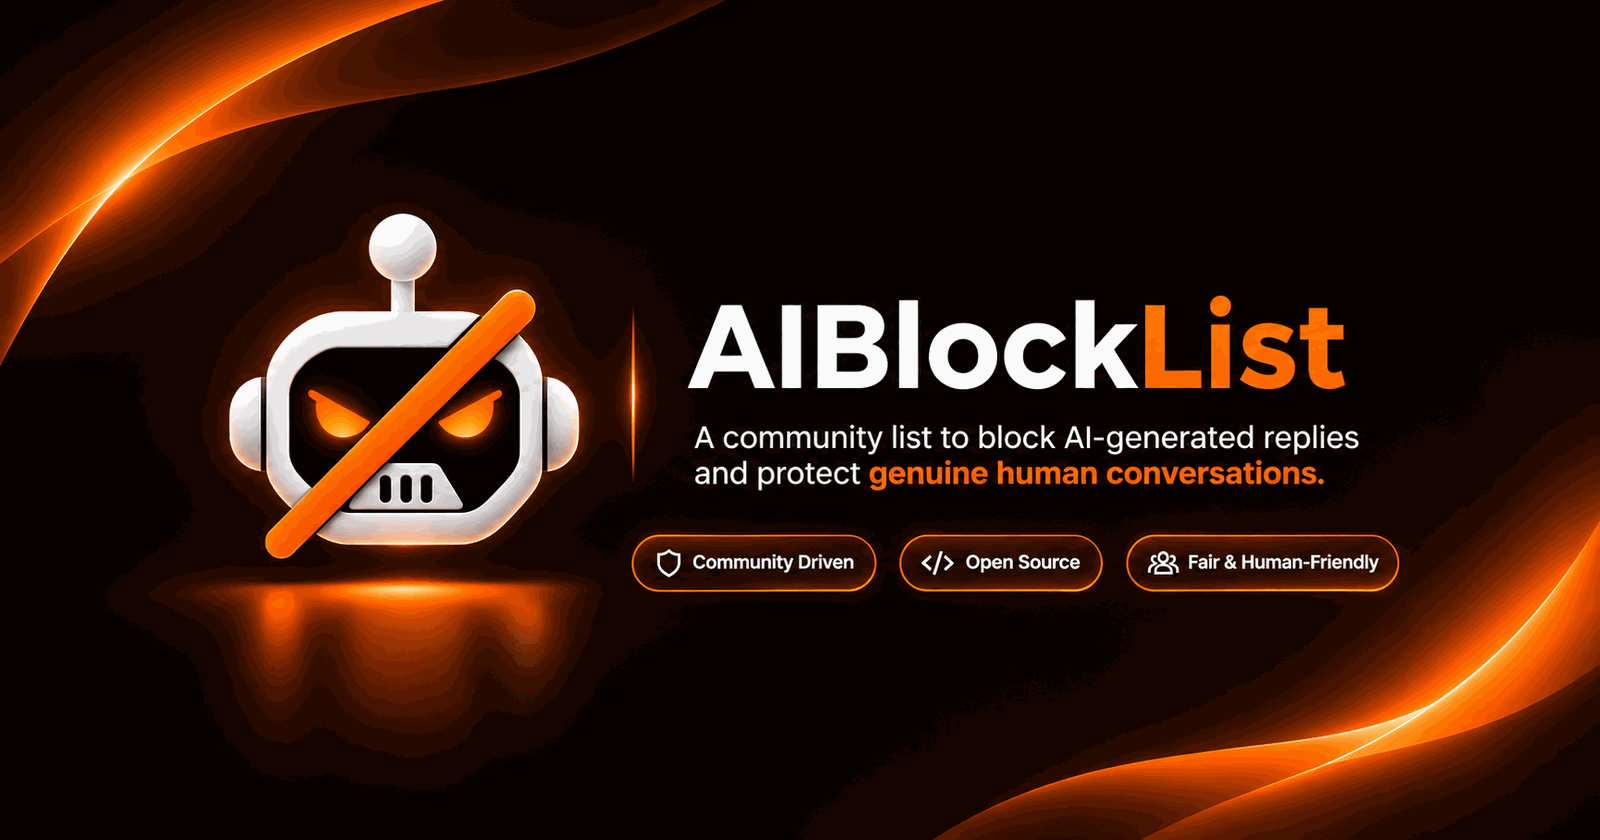 AIBlockList
A community list to block AI-generated replies
and protect genuine human conversations.
Community Driven
Open Source
Fair & Human-Friendly